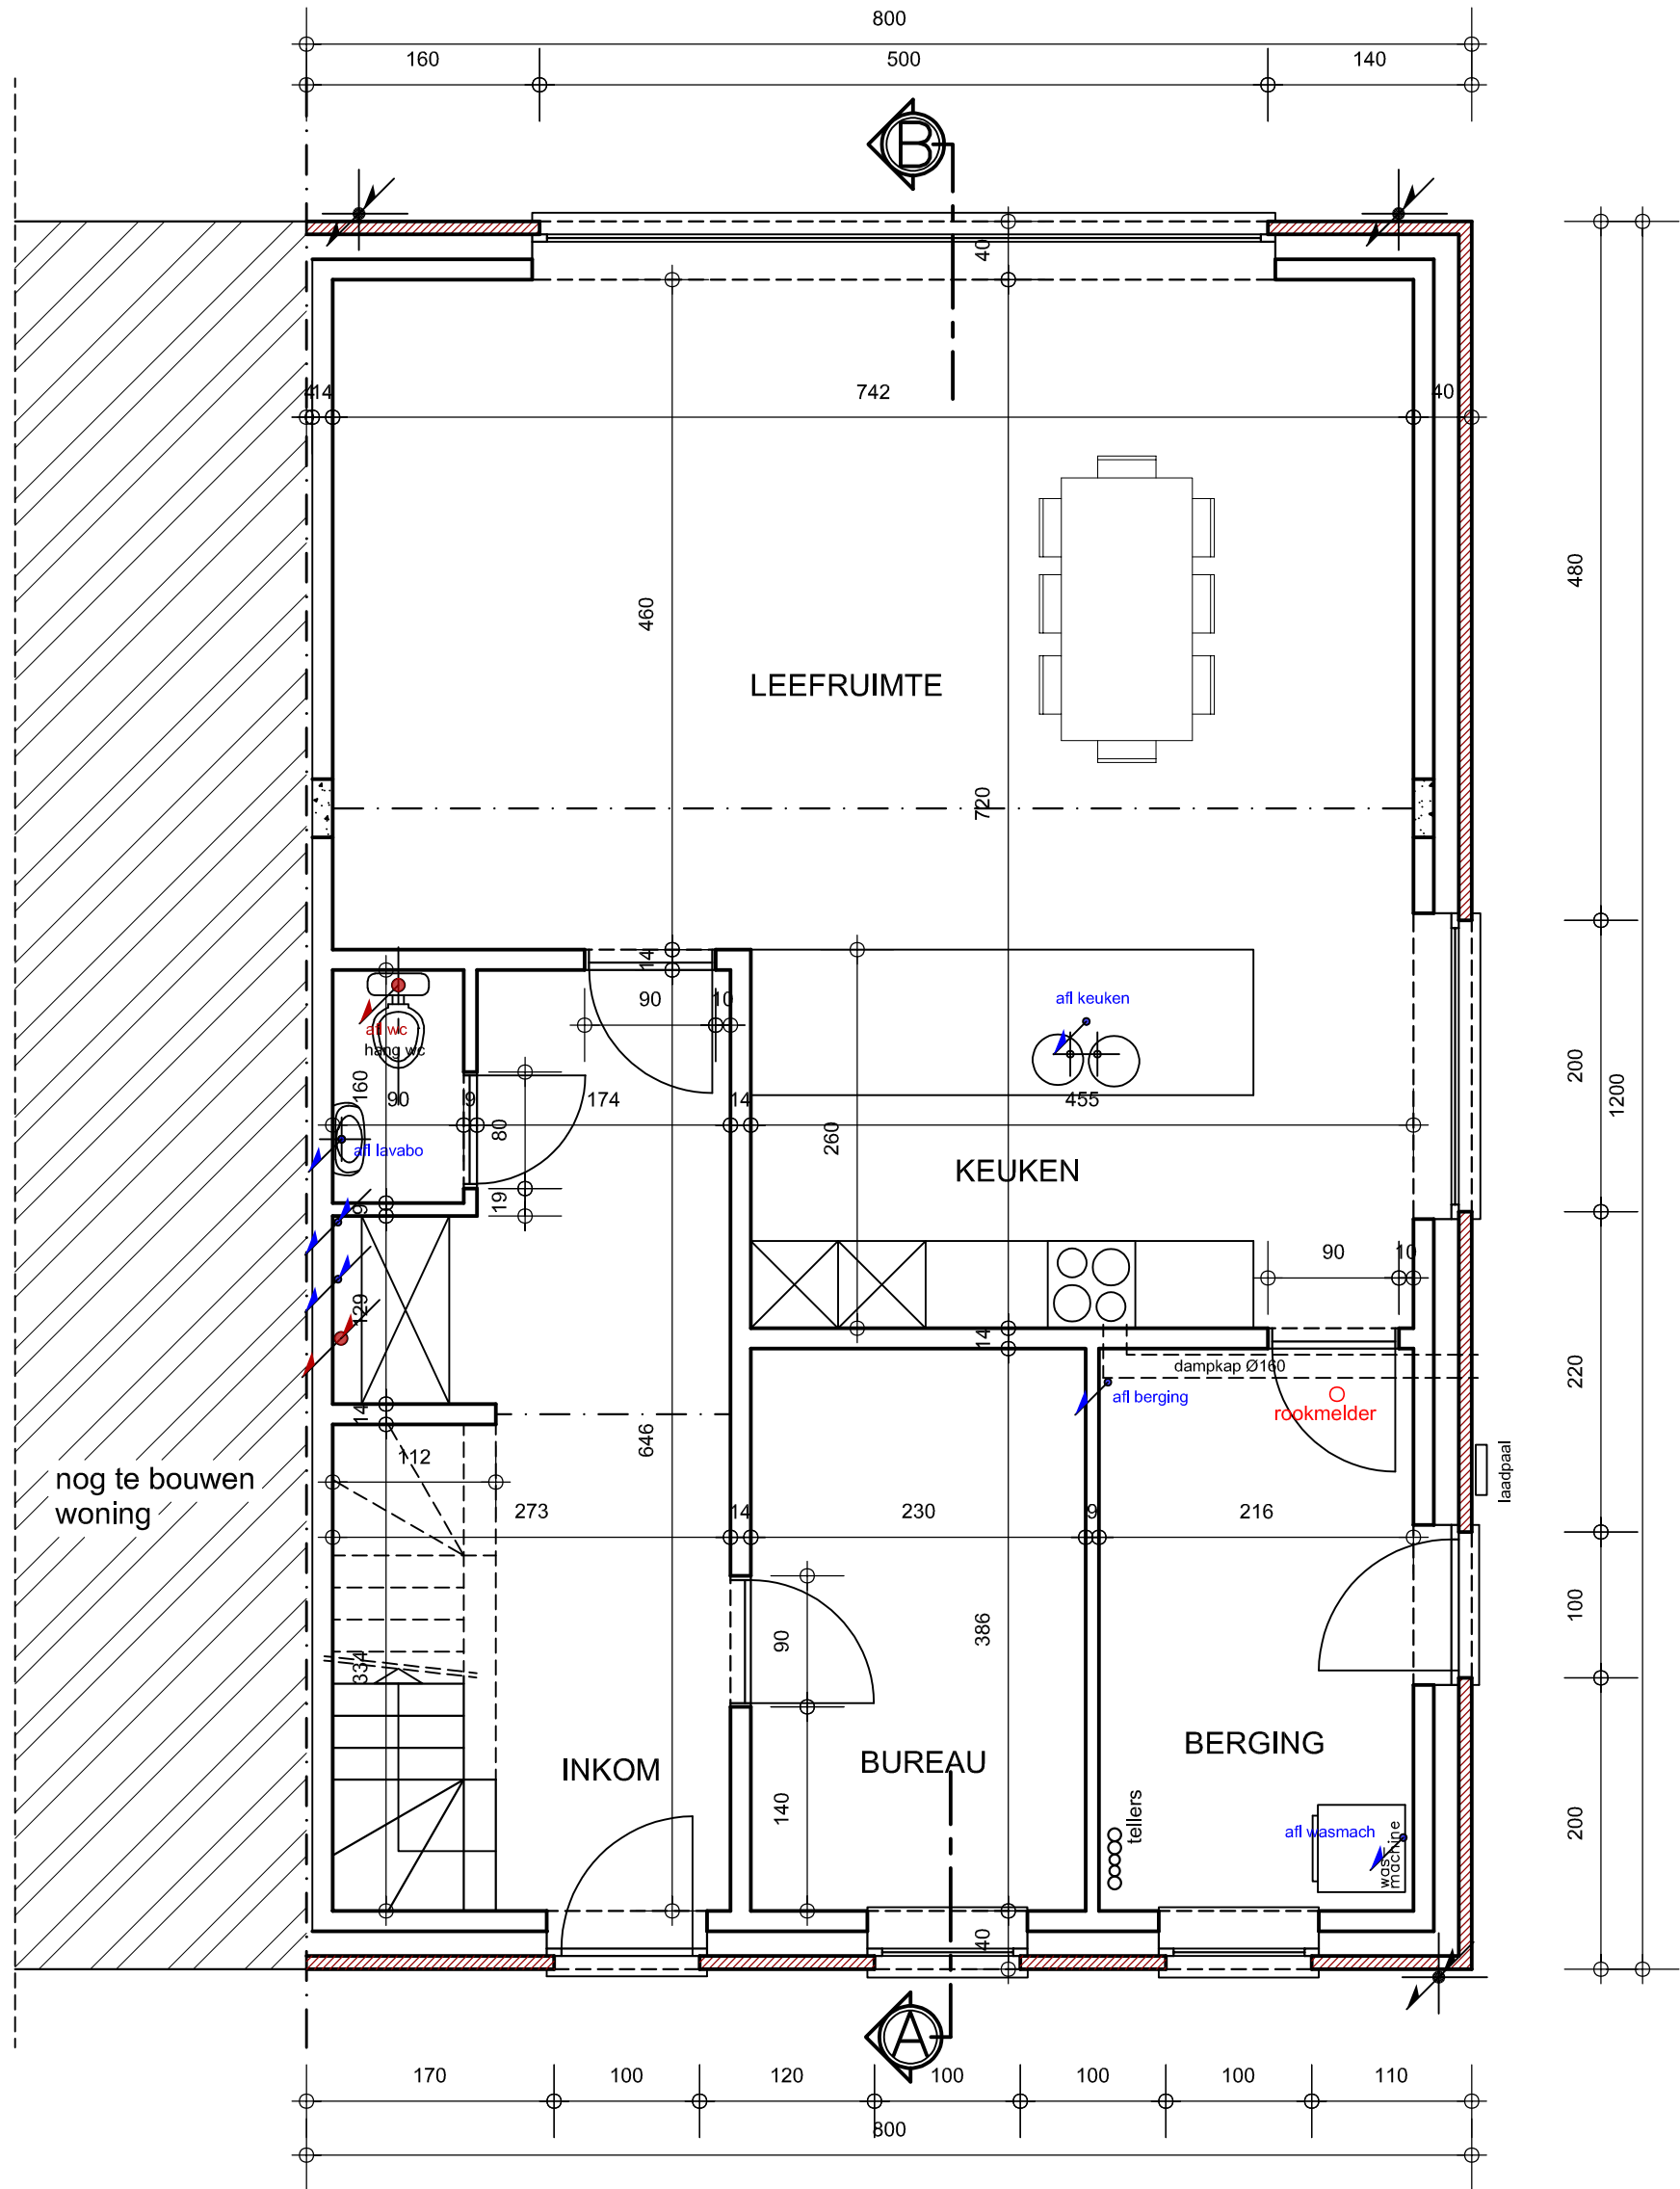 800
160 500 140
B
40
4 14 742 40
460
480
LEEFRUIMTE
720
14
90 10
afl keuken
afl wc
hang wc
160
90 9 174 14 455
80
260
200
1200
afl lavabo
KEUKEN
9
19
90 10
129
14
dampkap Ø160
afl berging
rookmelder
220
14
646
112
laadpaal
nog te bouwen
woning
273 14 230 9 216
90
386
100
334
BERGING
INKOM
BUREAU
140
tellers
afl wasmach
was-
machine
200
40
A
170 100 120 100 100 100 110
800